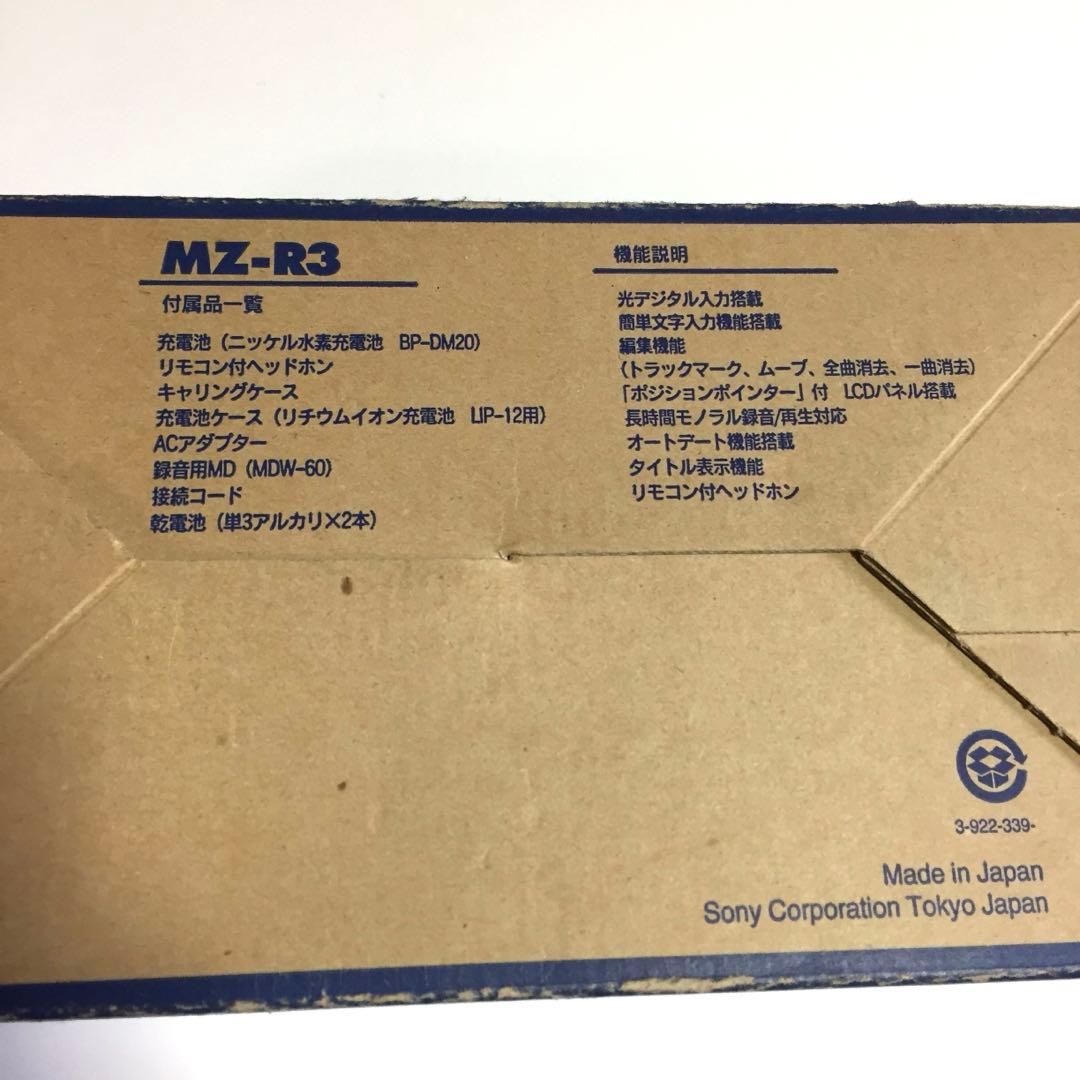 MZ-R3
付属品一覧
充電池（ニッケル水素充電池　BP-DM20）
リモコン付ヘッドホン
キャリングケース
充電池ケース（リチウムイオン充電池　LIP-12用）
ACアダプター
録音用MD（MDW-60）
接続コード
乾電池（単3アルカリ×2本）
機能説明
光デジタル入力搭載
簡単文字入力機能搭載
編集機能
（トラックマーク、ムーブ、全曲消去、一曲消去）
「ポジションポインター」付　LCDパネル搭載
長時間モノラル録音/再生対応
オートデート機能搭載
タイトル表示機能
リモコン付ヘッドホン
3-922-339-
Made in Japan
Sony Corporation Tokyo Japan